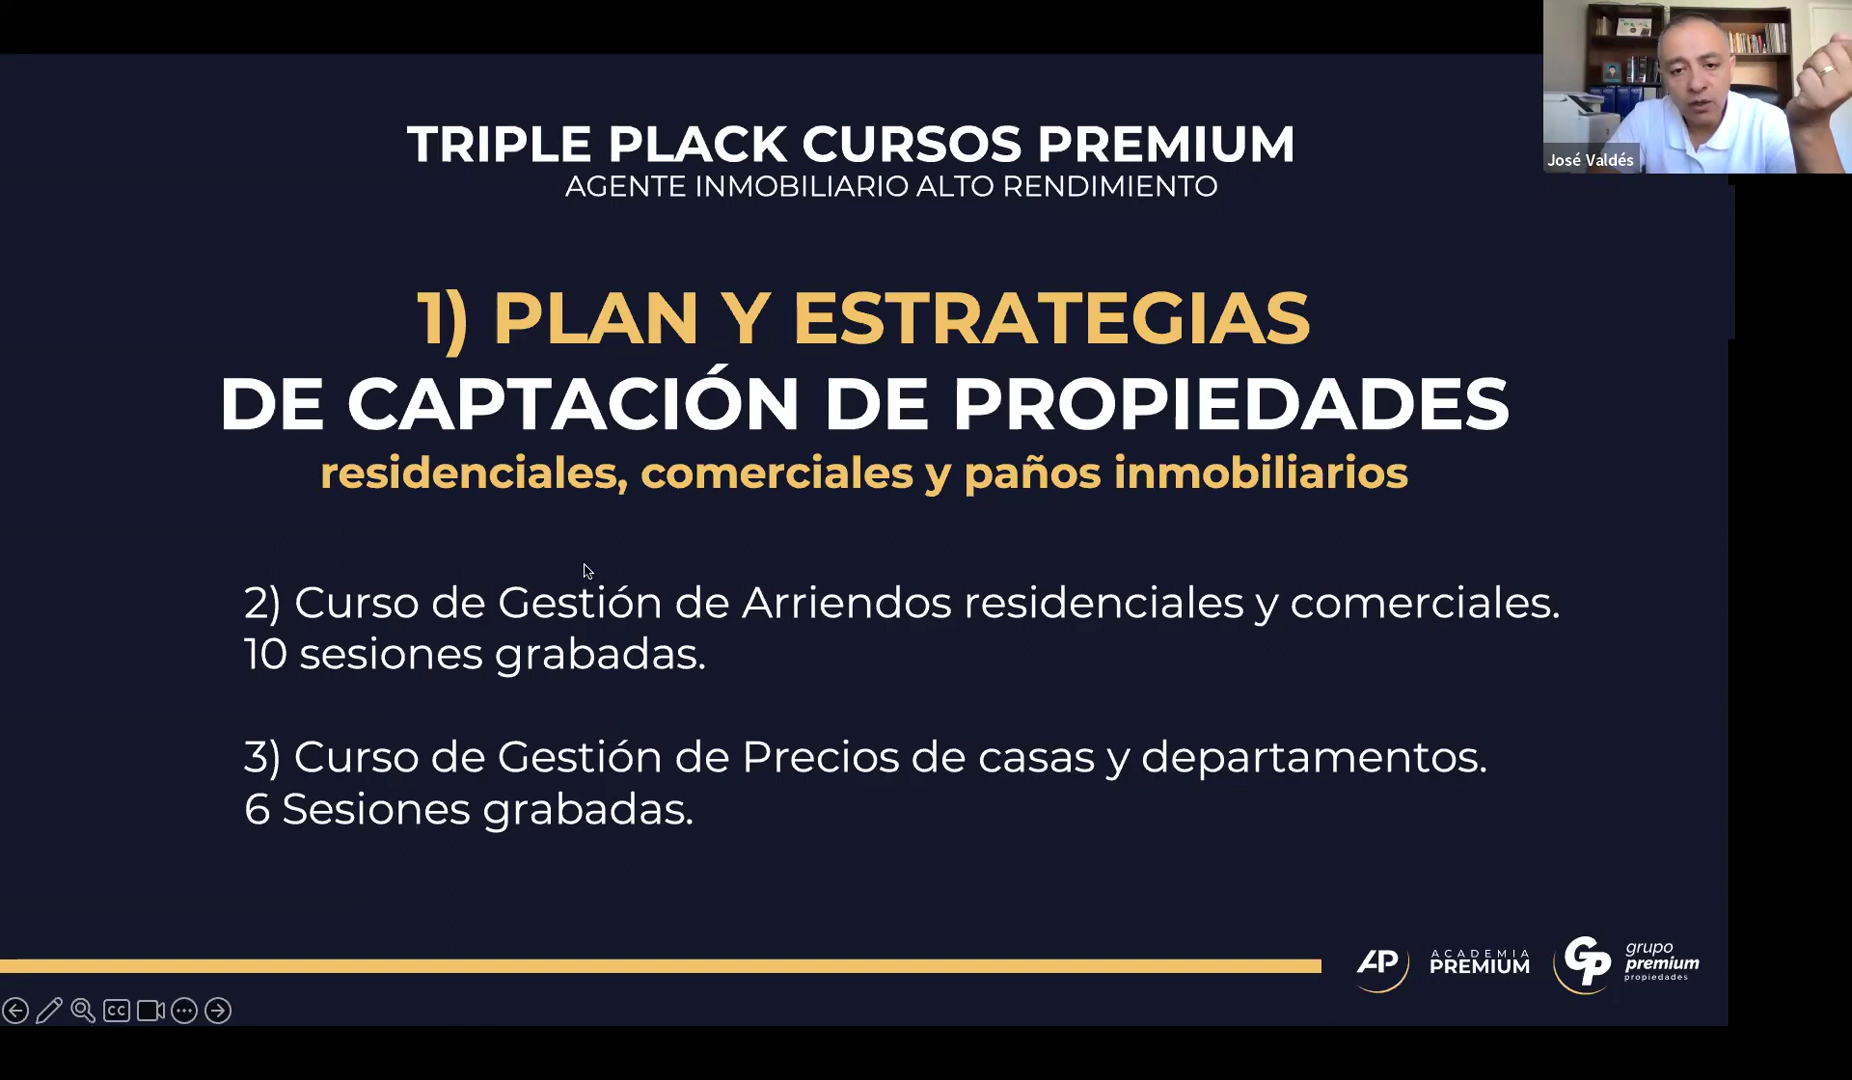 José Valdés
TRIPLE PLACK CURSOS PREMIUM
AGENTE INMOBILIARIO ALTO RENDIMIENTO
1) PLAN Y ESTRATEGIAS
DE CAPTACIÓN DE PROPIEDADES
residenciales, comerciales y paños inmobiliarios
2) Curso de Gestión de Arriendos residenciales y comerciales.
10 sesiones grabadas.
3) Curso de Gestión de Precios de casas y departamentos.
6 Sesiones grabadas.
AP
ACADEMIA
PREMIUM
GP
grupo
premium
propiedades
CC